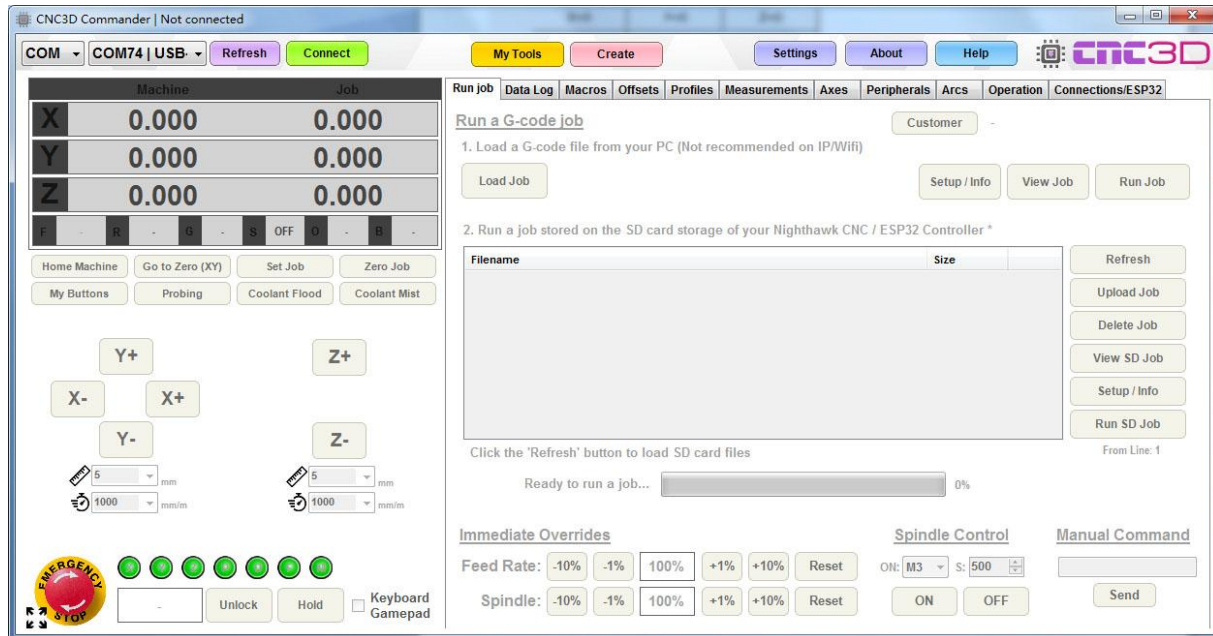 CNC3D Commander | Not connected
COM COM74 | USB- Refresh Connect My Tools Create Settings About Help CNC3D
Machine Job
X 0.000 0.000
Y 0.000 0.000
Z 0.000 0.000
F - R - G - S OFF O - B -
Home Machine Go to Zero (XY) Set Job Zero Job
My Buttons Probing Coolant Flood Coolant Mist
Y+ Z+
X- X+
Y- Z-
5 mm 5 mm
1000 mm/m 1000 mm/m
EMERGENCY STOP
- Unlock Hold Keyboard Gamepad
Run job Data Log Macros Offsets Profiles Measurements Axes Peripherals Arcs Operation Connections/ESP32
Run a G-code job Customer -
1. Load a G-code file from your PC (Not recommended on IP/Wifi)
Load Job Setup / Info View Job Run Job
2. Run a job stored on the SD card storage of your Nighthawk CNC / ESP32 Controller *
Filename Size
Refresh
Upload Job
Delete Job
View SD Job
Setup / Info
Run SD Job
Click the 'Refresh' button to load SD card files From Line: 1
Ready to run a job... 0%
Immediate Overrides Spindle Control Manual Command
Feed Rate: -10% -1% 100% +1% +10% Reset ON: M3 S: 500
Spindle: -10% -1% 100% +1% +10% Reset ON OFF Send